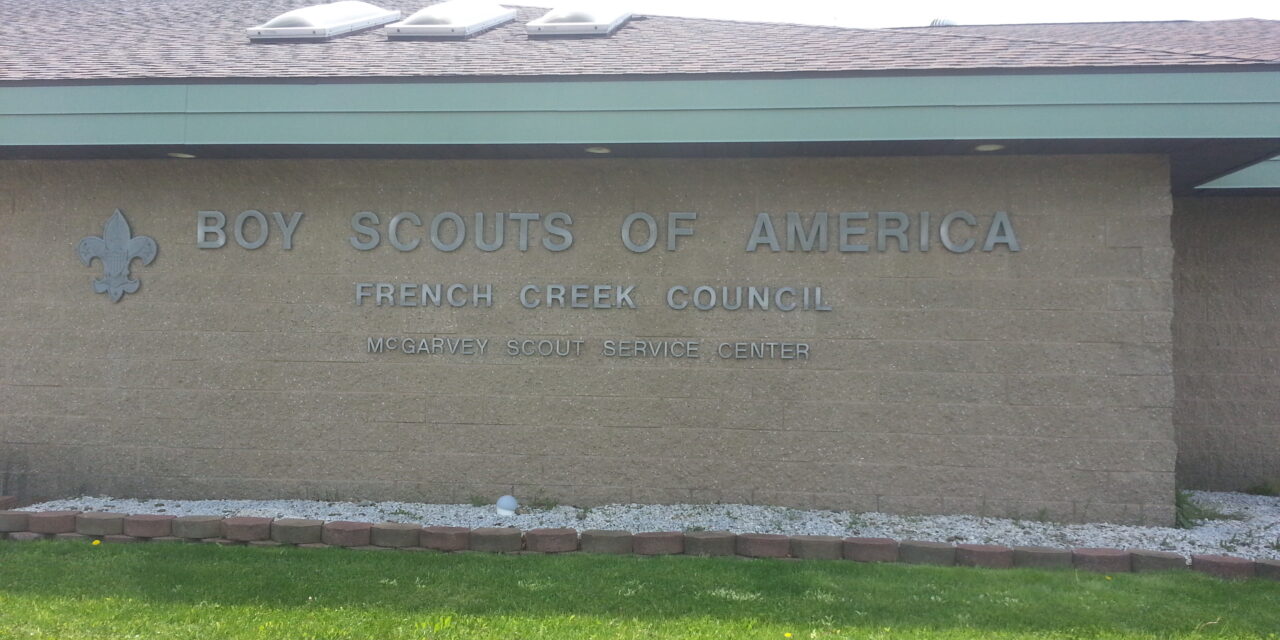 BOY SCOUTS OF AMERICA
FRENCH CREEK COUNCIL
McGARVEY SCOUT SERVICE CENTER